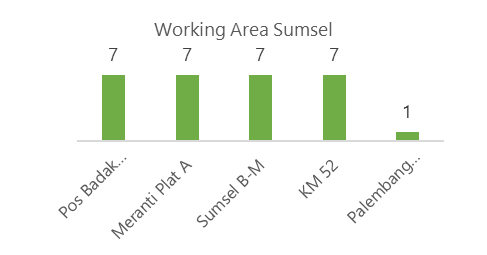 Working Area Sumsel
7 7 7 7 1
Pos Badak...
Meranti Plat A
Sumsel B-M
KM 52
Palembang...